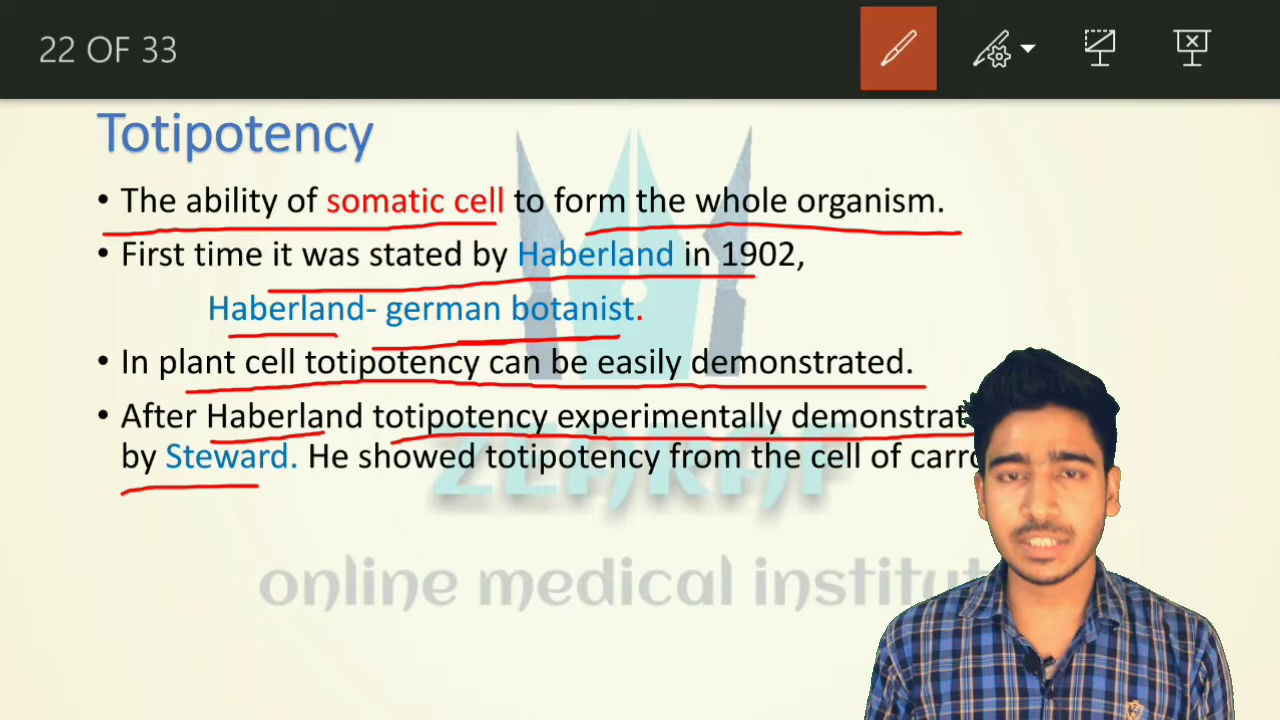 22 OF 33
Totipotency
• The ability of somatic cell to form the whole organism.
• First time it was stated by Haberland in 1902,
Haberland- german botanist.
• In plant cell totipotency can be easily demonstrated.
• After Haberland totipotency experimentally
by Steward. He showed totipotency from the cell of
online medical